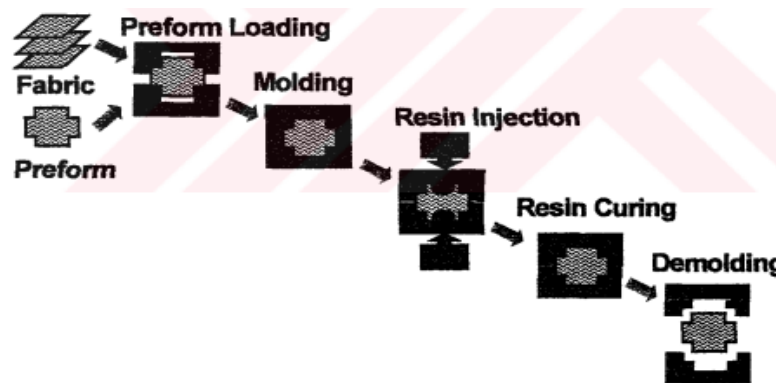 Preform Loading
Fabric
Molding
Preform
Resin Injection
Resin Curing
Demolding